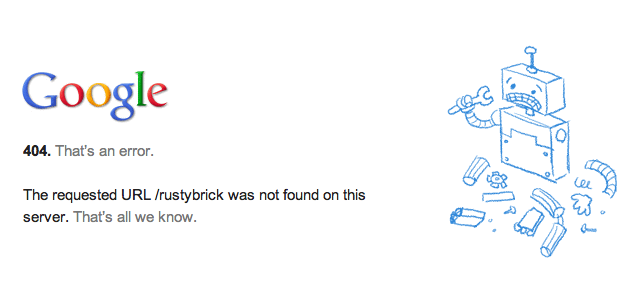 Google
404. That's an error.
The requested URL /rustybrick was not found on this
server. That's all we know.